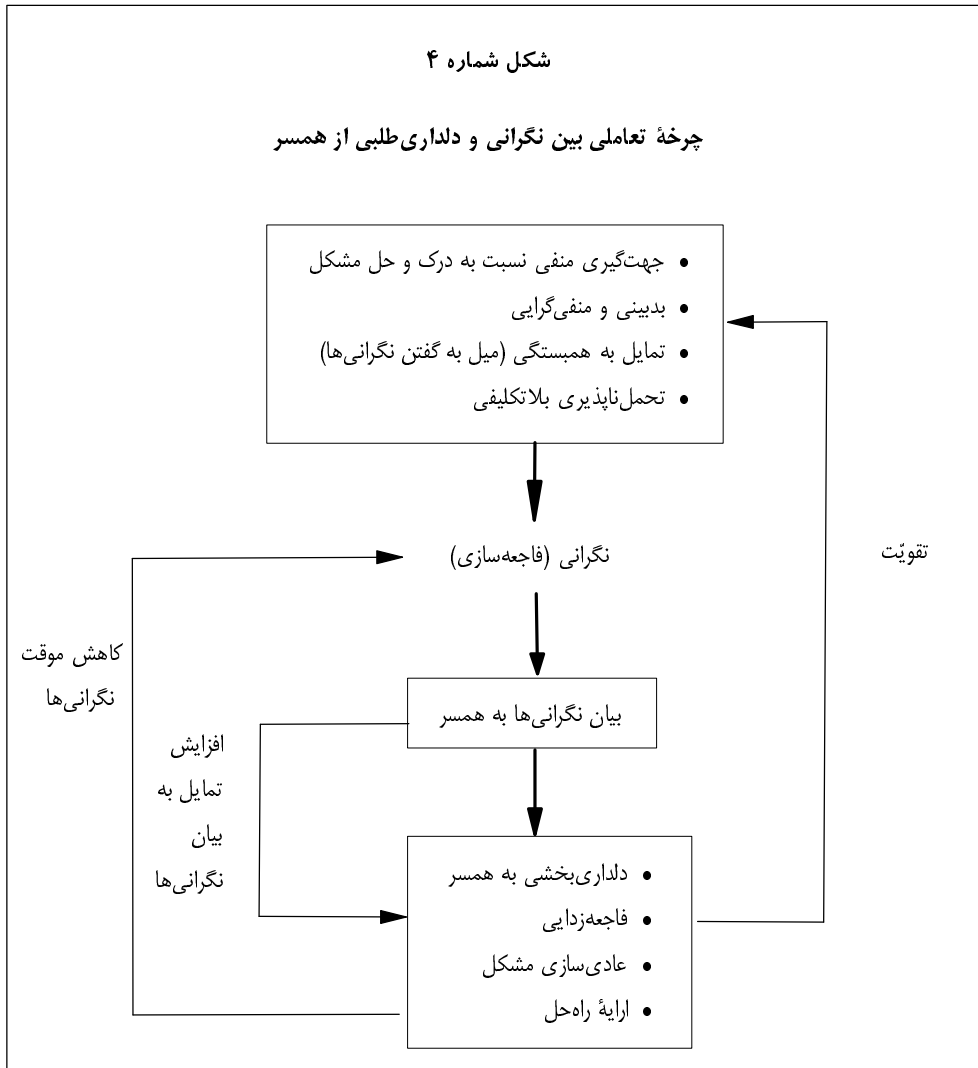 شکل شماره ۴
چرخهٔ تعاملی بین نگرانی و دلداری‌طلبی از همسر
• جهت‌گیری منفی نسبت به درک و حل مشکل
• بدبینی و منفی‌گرایی
• تمایل به همبستگی (میل به گفتن نگرانی‌ها)
• تحمل‌ناپذیری بلاتکلیفی
نگرانی (فاجعه‌سازی)
تقویّت
کاهش موقت
نگرانی‌ها
بیان نگرانی‌ها به همسر
افزایش
تمایل به
بیان
نگرانی‌ها
• دلداری‌بخشی به همسر
• فاجعه‌زدایی
• عادی‌سازی مشکل
• ارایهٔ راه‌حل